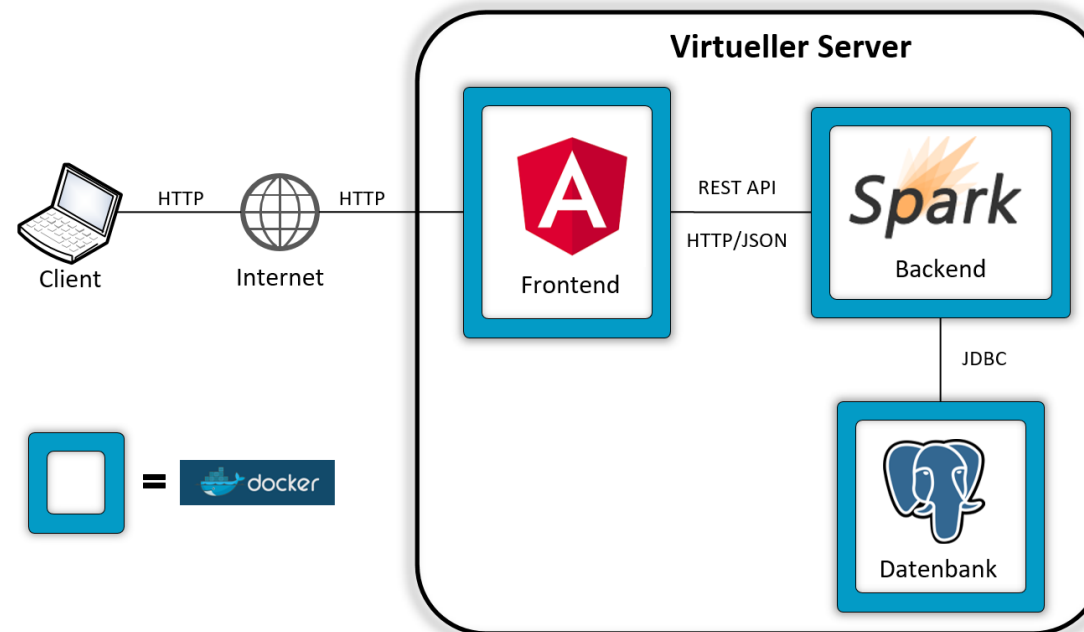 Virtueller Server
HTTP
HTTP
Client
Internet
A
Frontend
REST API
HTTP/JSON
Spark
Backend
JDBC
Datenbank
=
docker